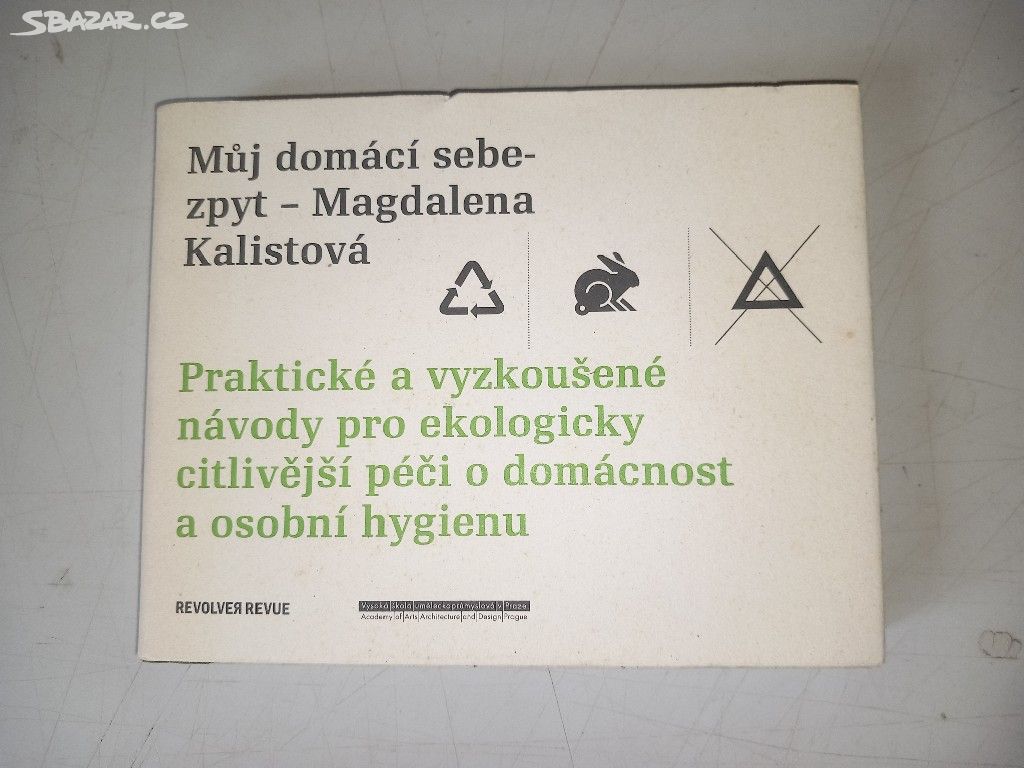 SBAZAR.CZ
Můj domácí sebe-
zpyt – Magdalena
Kalistová
Praktické a vyzkoušené
návody pro ekologicky
citlivější péči o domácnost
a osobní hygienu
REVOLVER REVUE
Vysoká škola uměleckoprůmyslová v Praze
Academy of Arts Architecture and Design Prague